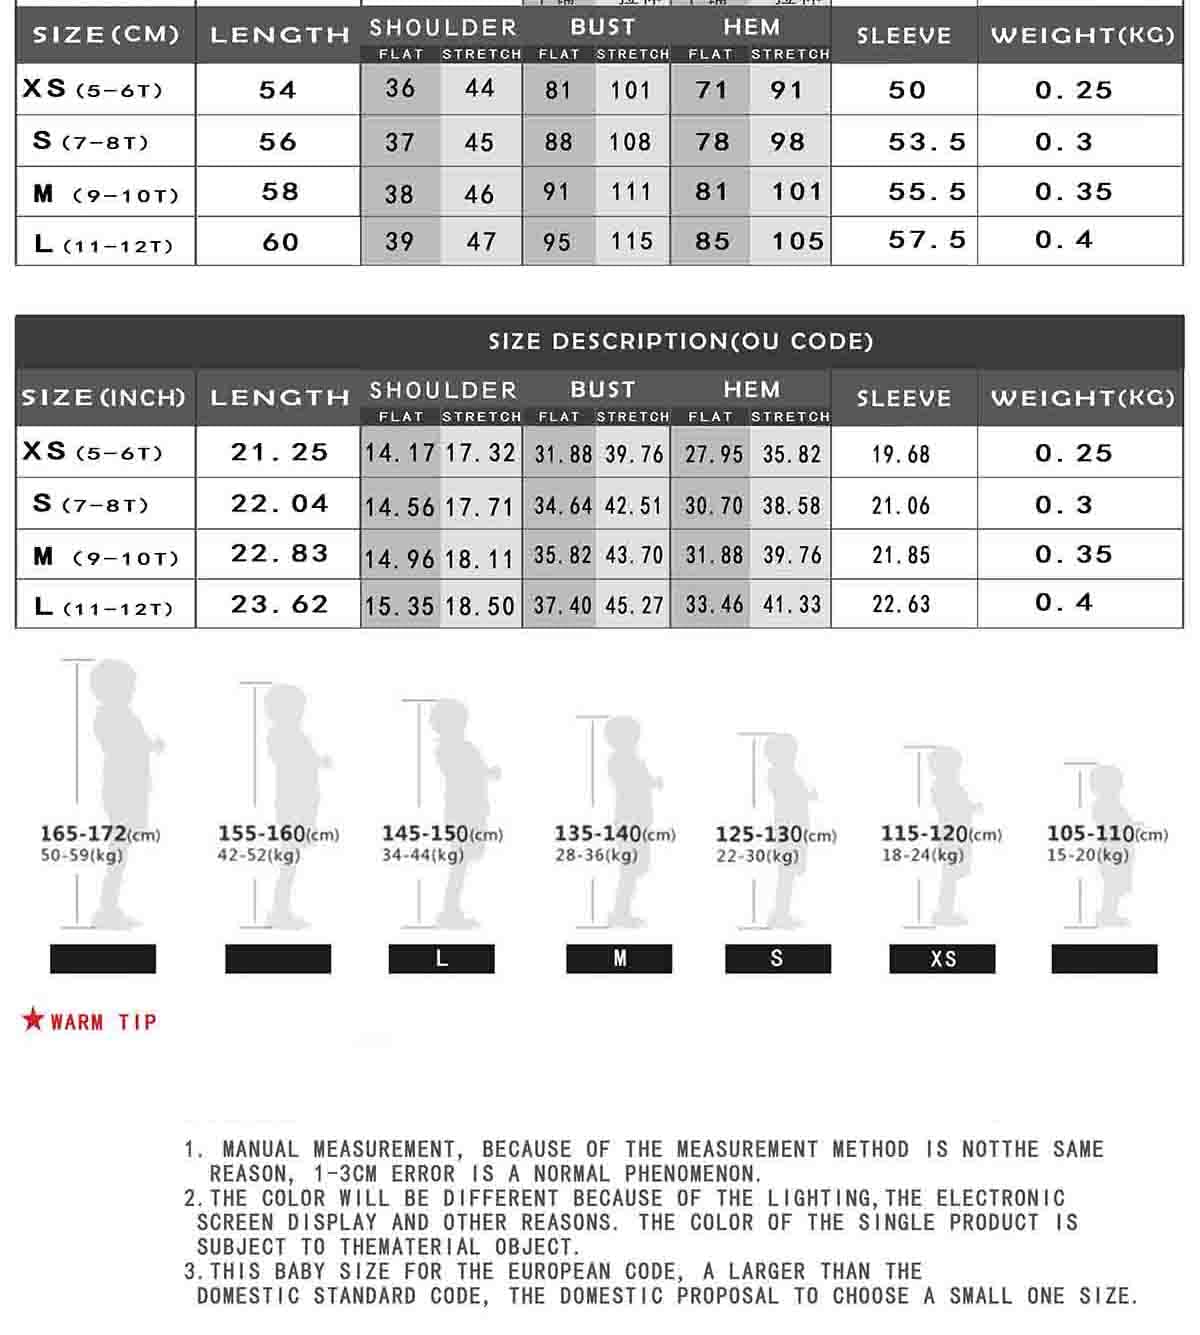 SIZE(CM) LENGTH SHOULDER BUST HEM SLEEVE WEIGHT(KG)
FLAT STRETCH FLAT STRETCH FLAT STRETCH
XS (5-6T) 54 36 44 81 101 71 91 50 0.25
S (7-8T) 56 37 45 88 108 78 98 53.5 0.3
M (9-10T) 58 38 46 91 111 81 101 55.5 0.35
L (11-12T) 60 39 47 95 115 85 105 57.5 0.4
SIZE DESCRIPTION(OU CODE)
SIZE(INCH) LENGTH SHOULDER BUST HEM SLEEVE WEIGHT(KG)
FLAT STRETCH FLAT STRETCH FLAT STRETCH
XS (5-6T) 21.25 14.17 17.32 31.88 39.76 27.95 35.82 19.68 0.25
S (7-8T) 22.04 14.56 17.71 34.64 42.51 30.70 38.58 21.06 0.3
M (9-10T) 22.83 14.96 18.11 35.82 43.70 31.88 39.76 21.85 0.35
L (11-12T) 23.62 15.35 18.50 37.40 45.27 33.46 41.33 22.63 0.4
165-172(cm) 155-160(cm) 145-150(cm) 135-140(cm) 125-130(cm) 115-120(cm) 105-110(cm)
50-59(kg) 42-52(kg) 34-44(kg) 28-36(kg) 22-30(kg) 18-24(kg) 15-20(kg)
L M S XS
★WARM TIP
1. MANUAL MEASUREMENT, BECAUSE OF THE MEASUREMENT METHOD IS NOTTHE SAME
REASON, 1-3CM ERROR IS A NORMAL PHENOMENON.
2.THE COLOR WILL BE DIFFERENT BECAUSE OF THE LIGHTING,THE ELECTRONIC
SCREEN DISPLAY AND OTHER REASONS. THE COLOR OF THE SINGLE PRODUCT IS
SUBJECT TO THEMATERIAL OBJECT.
3.THIS BABY SIZE FOR THE EUROPEAN CODE, A LARGER THAN THE
DOMESTIC STANDARD CODE, THE DOMESTIC PROPOSAL TO CHOOSE A SMALL ONE SIZE.